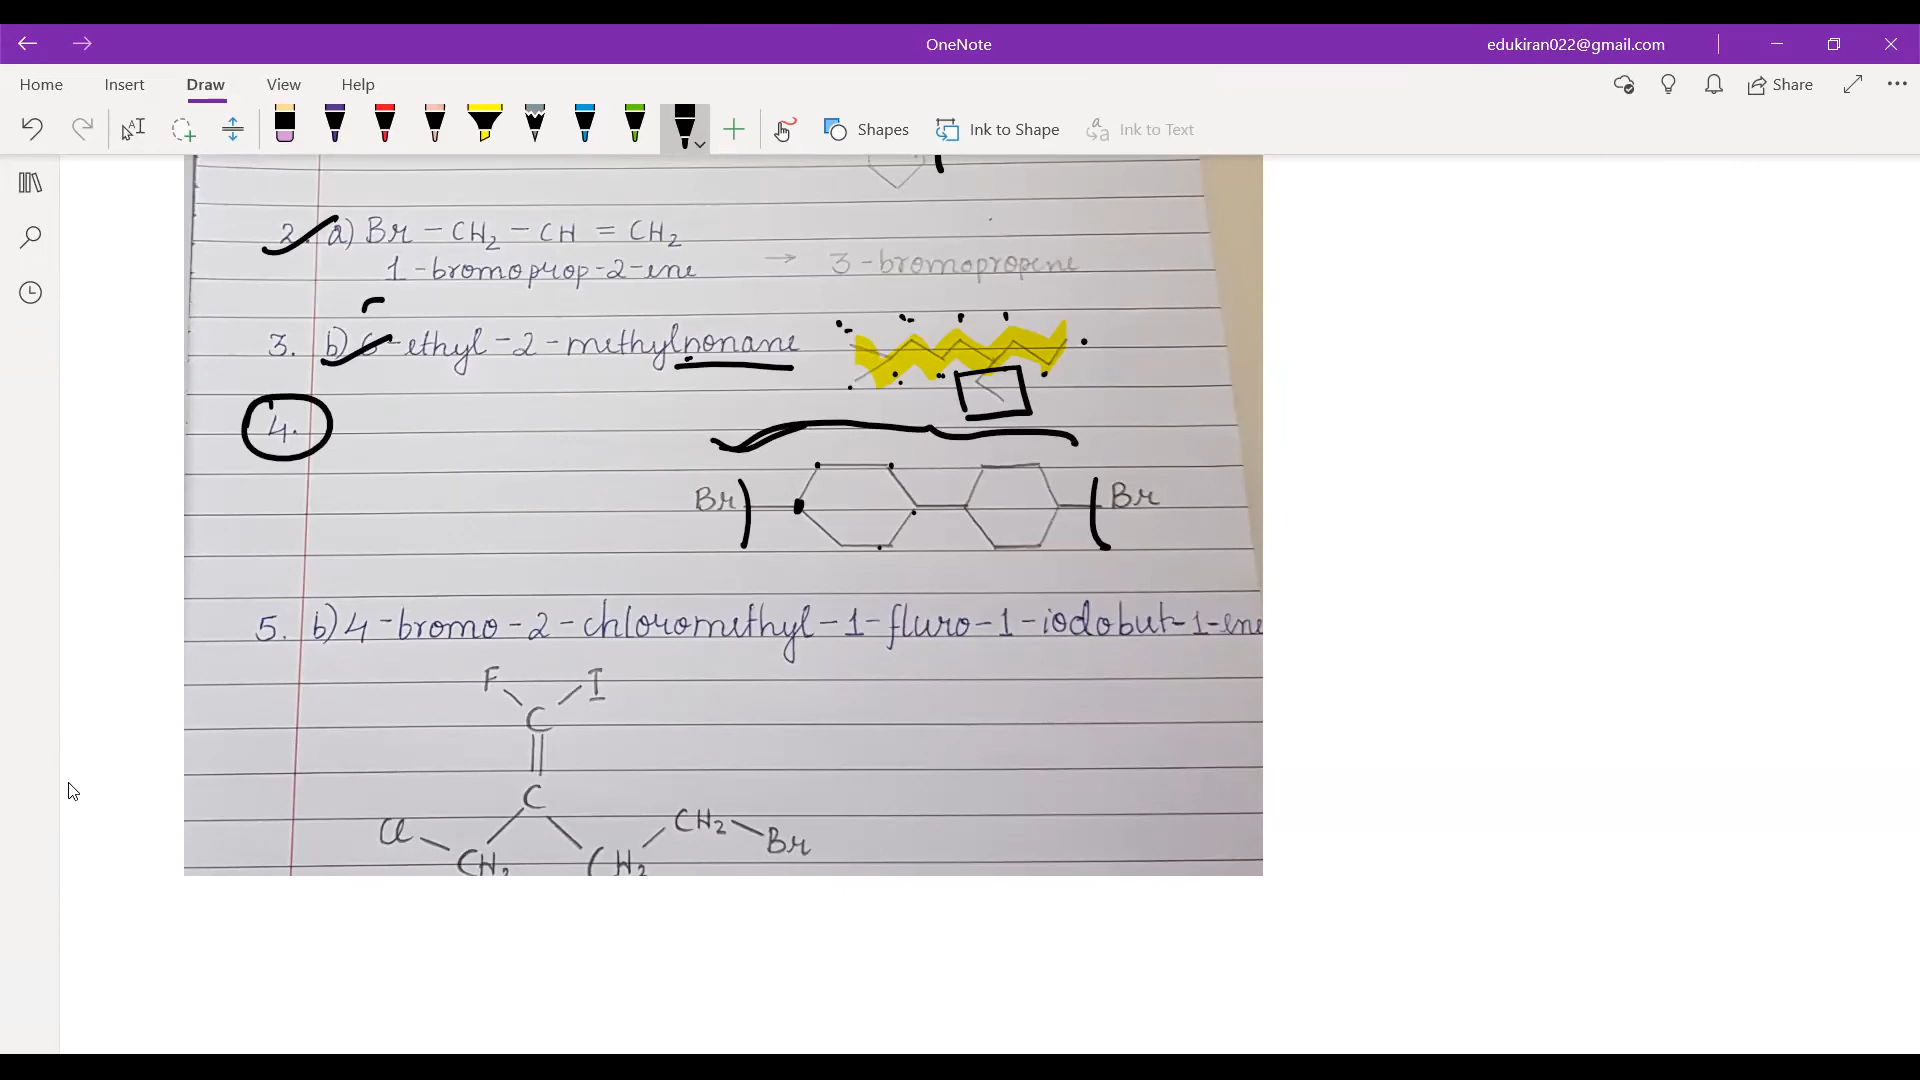 OneNote
edukiran022@gmail.com
Home Insert Draw View Help
Share
Shapes Ink to Shape Ink to Text
2. a) Br - CH2 - CH = CH2
1-bromoprop-2-ene → 3-bromopropene
3. b) 6-ethyl-2-methylnonane
4.
Br Br
5. b) 4-bromo-2-chloromethyl-1-fluro-1-iodobut-1-ene
F I
C
C
Cl CH2 CH2 CH2 Br